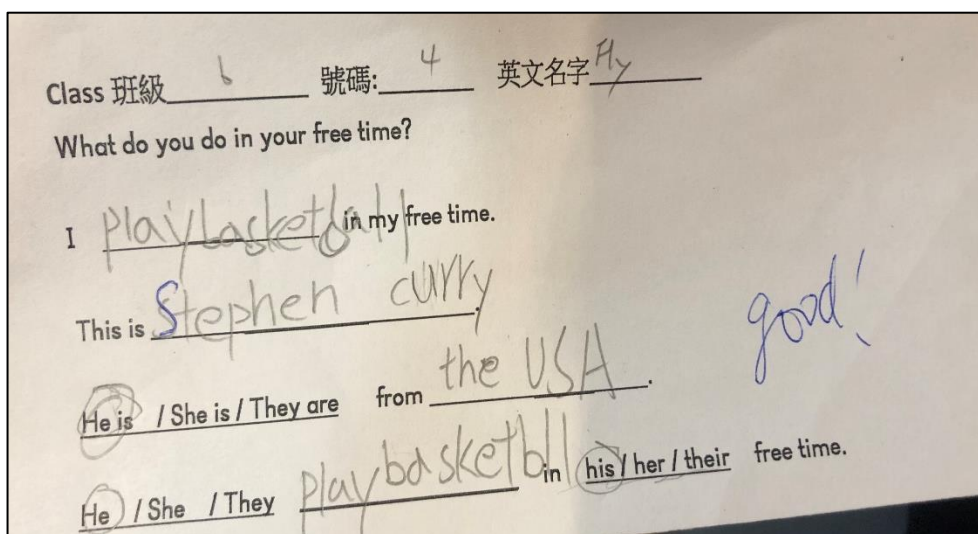 Class 班級 6 號碼: 4 英文名字 Fly
What do you do in your free time?
I play basketball in my free time.
This is Stephen curry.
good!
He is / She is / They are from the USA.
He / She / They play basketbll in his / her / their free time.